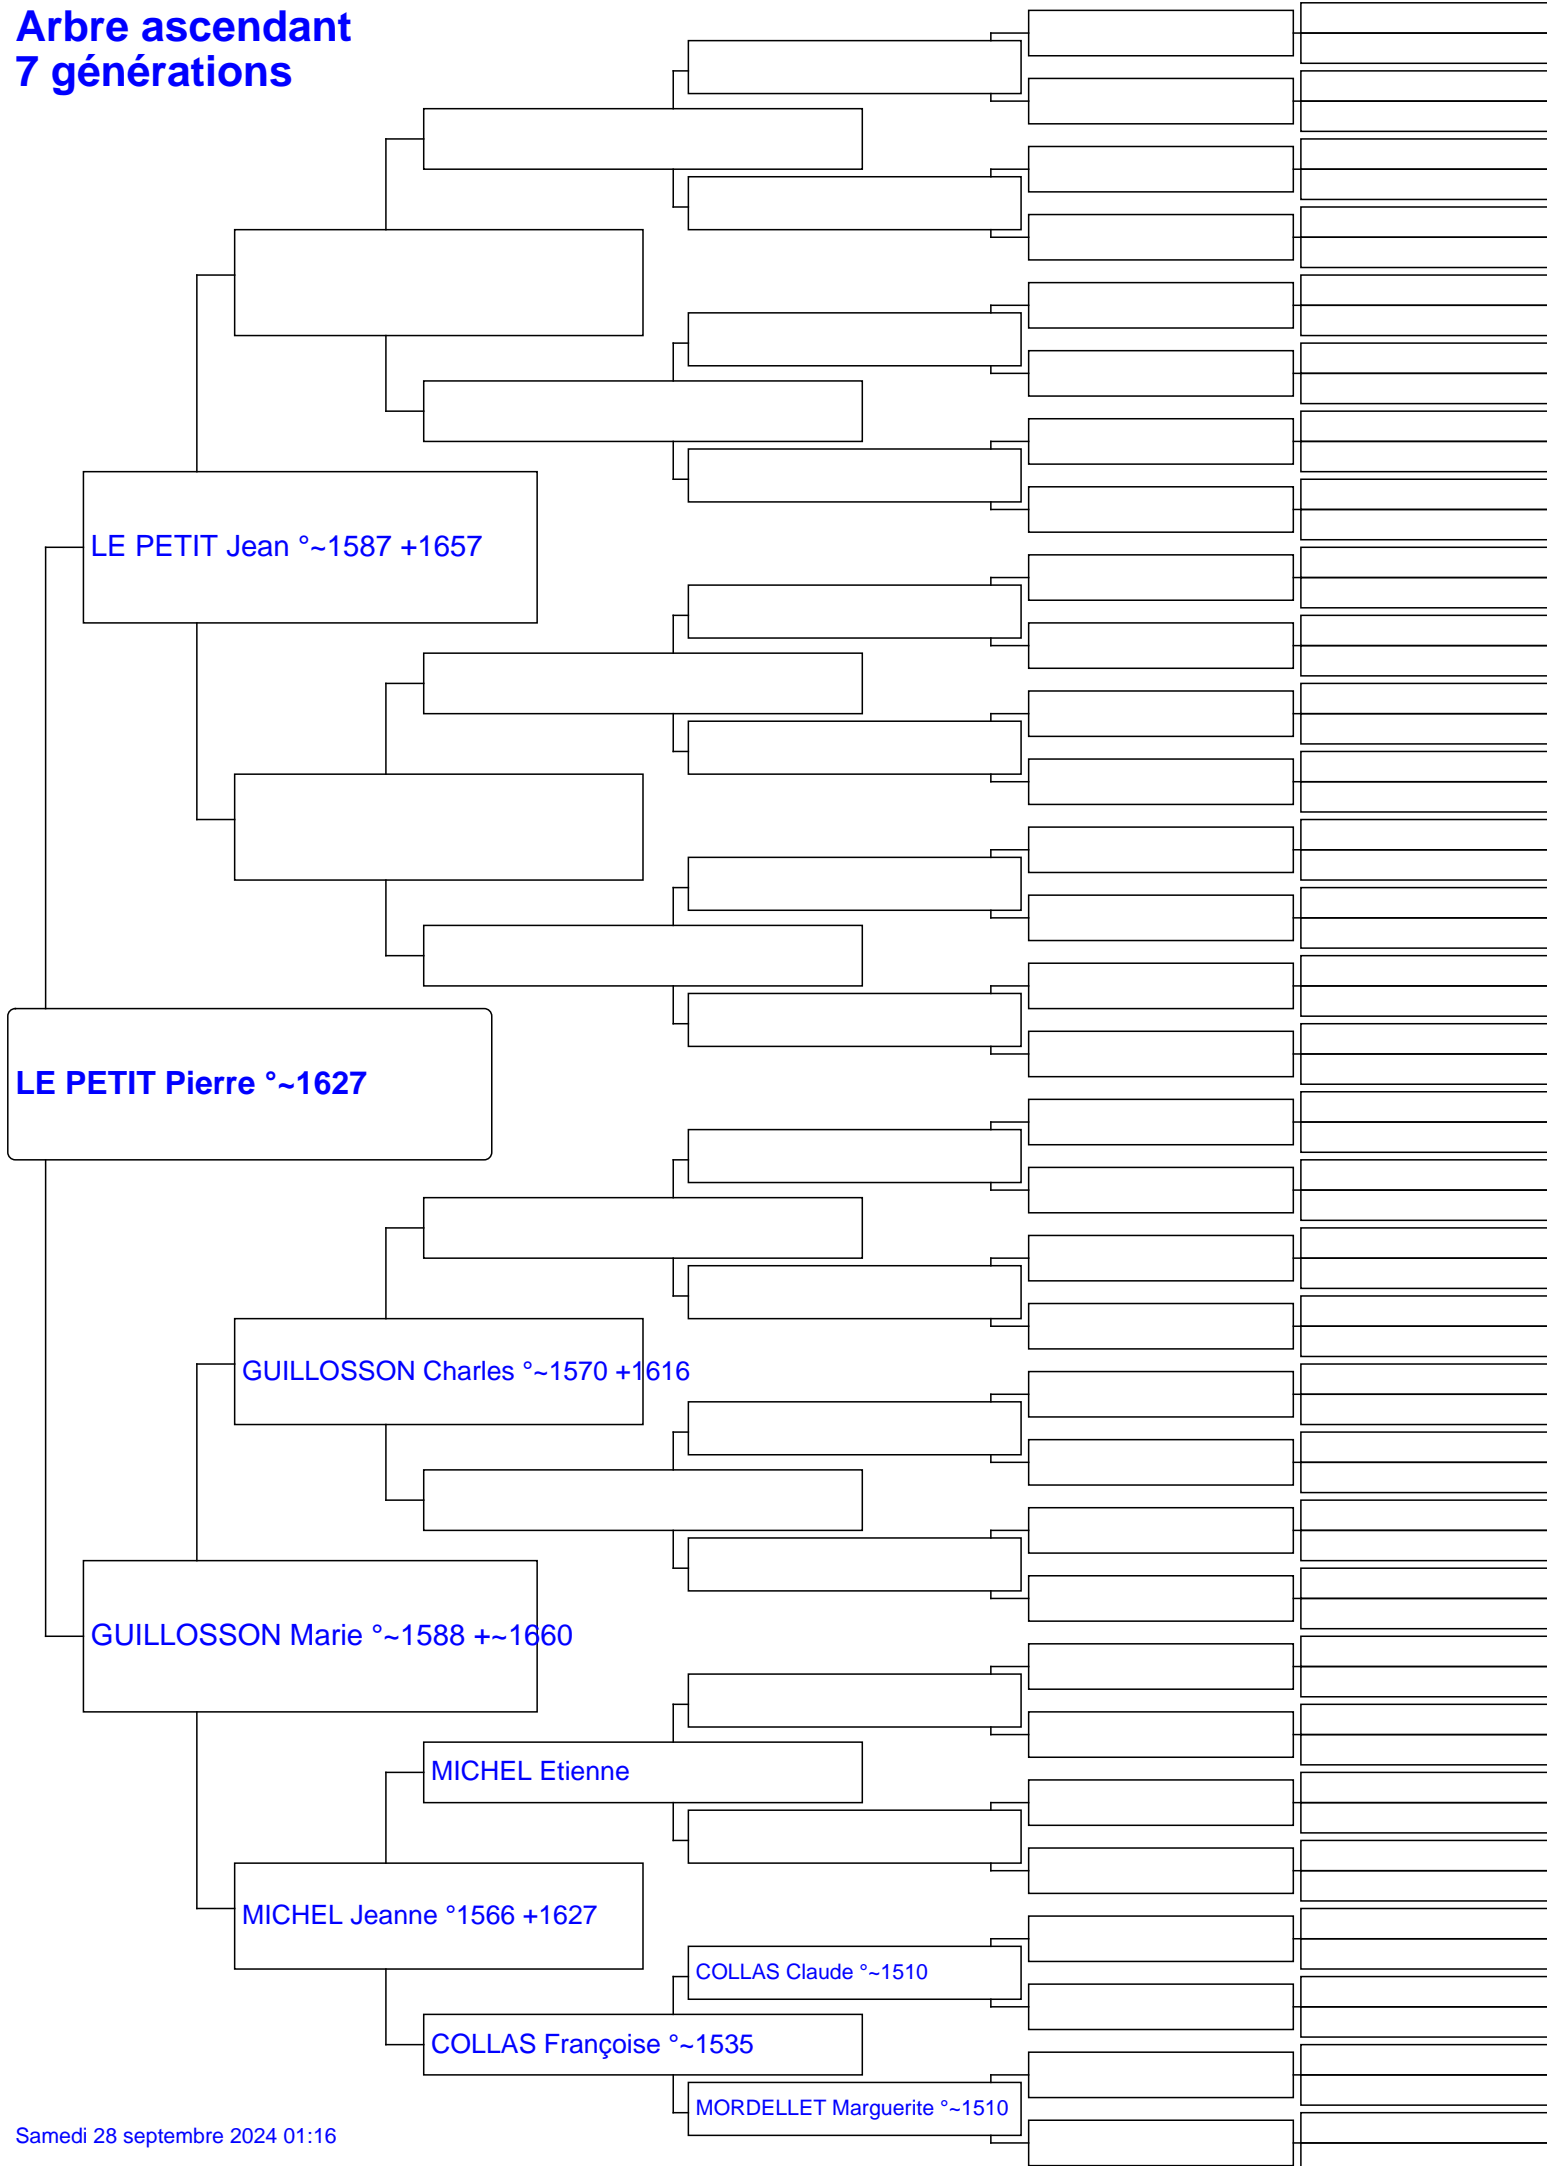 Arbre ascendant
7 générations
LE PETIT Jean °~1587 +1657
LE PETIT Pierre °~1627
GUILLOSSON Charles °~1570 +1616
GUILLOSSON Marie °~1588 +~1660
MICHEL Etienne
MICHEL Jeanne °1566 +1627
COLLAS Claude °~1510
COLLAS Françoise °~1535
MORDELLET Marguerite °~1510
Samedi 28 septembre 2024 01:16